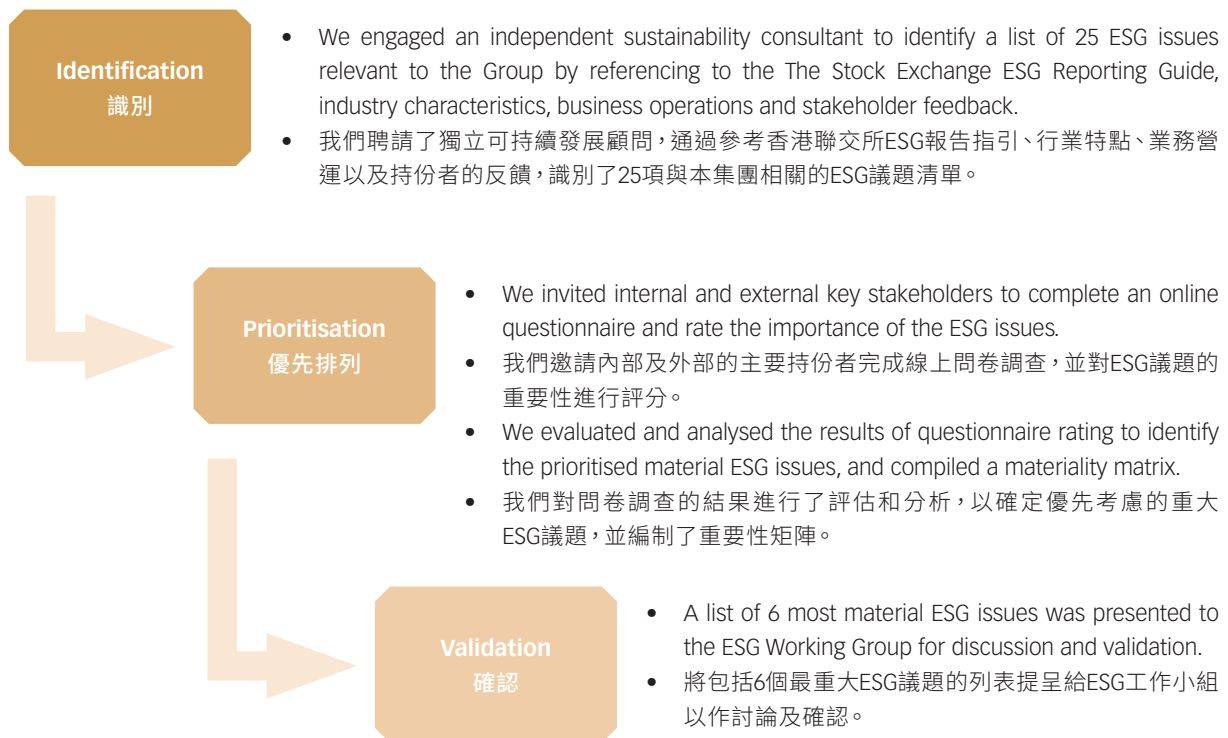 Identification
識別
• We engaged an independent sustainability consultant to identify a list of 25 ESG issues
relevant to the Group by referencing to the The Stock Exchange ESG Reporting Guide,
industry characteristics, business operations and stakeholder feedback.
• 我們聘請了獨立可持續發展顧問，通過參考香港聯交所ESG報告指引、行業特點、業務營
運以及持份者的反饋，識別了25項與本集團相關的ESG議題清單。
Prioritisation
優先排列
• We invited internal and external key stakeholders to complete an online
questionnaire and rate the importance of the ESG issues.
• 我們邀請內部及外部的主要持份者完成線上問卷調查，並對ESG議題的
重要性進行評分。
• We evaluated and analysed the results of questionnaire rating to identify
the prioritised material ESG issues, and compiled a materiality matrix.
• 我們對問卷調查的結果進行了評估和分析，以確定優先考慮的重大
ESG議題，並編制了重要性矩陣。
Validation
確認
• A list of 6 most material ESG issues was presented to
the ESG Working Group for discussion and validation.
• 將包括6個最重大ESG議題的列表提呈給ESG工作小組
以作討論及確認。